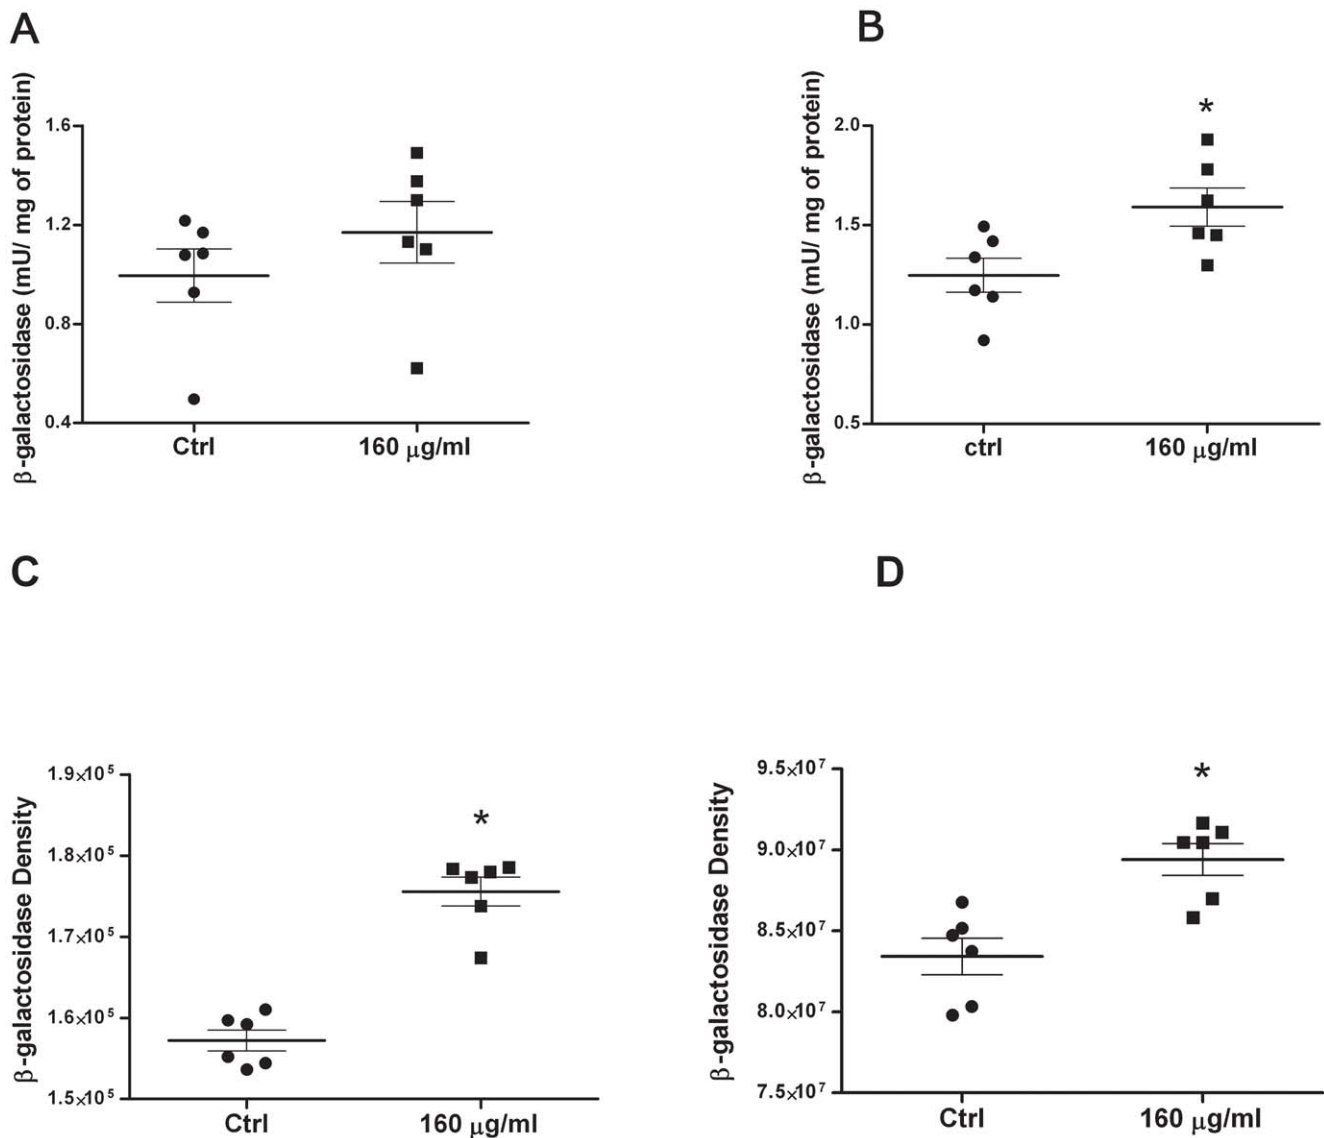 A
β-galactosidase (mU/ mg of protein)
1.6
1.2
0.8
0.4
Ctrl
160 µg/ml
B
β-galactosidase (mU/ mg of protein)
2.0
1.5
1.0
0.5
*
ctrl
160 µg/ml
C
β-galactosidase Density
1.9×10⁵
1.8×10⁵
1.7×10⁵
1.6×10⁵
1.5×10⁵
*
Ctrl
160 µg/ml
D
β-galactosidase Density
9.5×10⁷
9.0×10⁷
8.5×10⁷
8.0×10⁷
7.5×10⁷
*
Ctrl
160 µg/ml